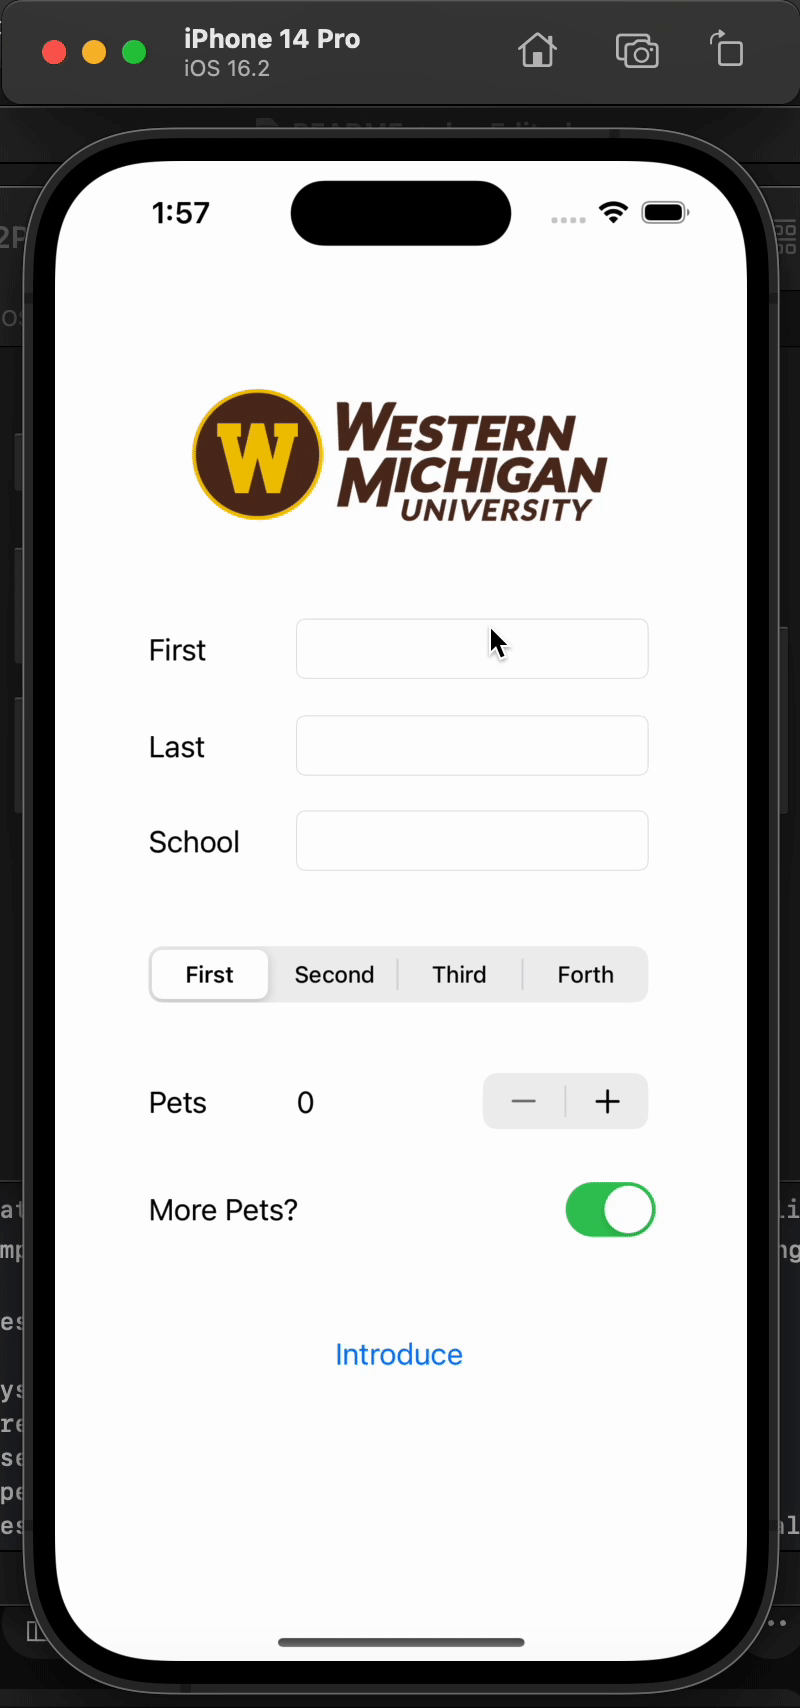 iPhone 14 Pro
iOS 16.2
1:57
W WESTERN
MICHIGAN
UNIVERSITY
First
Last
School
First Second Third Forth
Pets 0 − +
More Pets?
Introduce